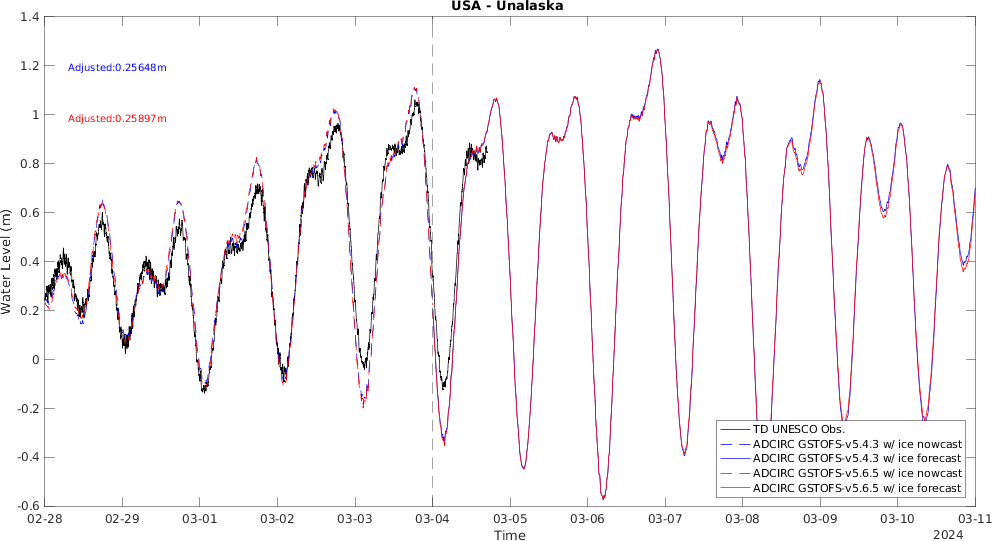 USA - Unalaska
1.4
1.2
1
0.8
0.6
0.4
0.2
0
-0.2
-0.4
-0.6
Water Level (m)
Adjusted:0.25648m
Adjusted:0.25897m
TD UNESCO Obs.
ADCIRC GSTOFS-v5.4.3 w/ ice nowcast
ADCIRC GSTOFS-v5.4.3 w/ ice forecast
ADCIRC GSTOFS-v5.6.5 w/ ice nowcast
ADCIRC GSTOFS-v5.6.5 w/ ice forecast
02-28 02-29 03-01 03-02 03-03 03-04 03-05 03-06 03-07 03-08 03-09 03-10 03-11
Time
2024